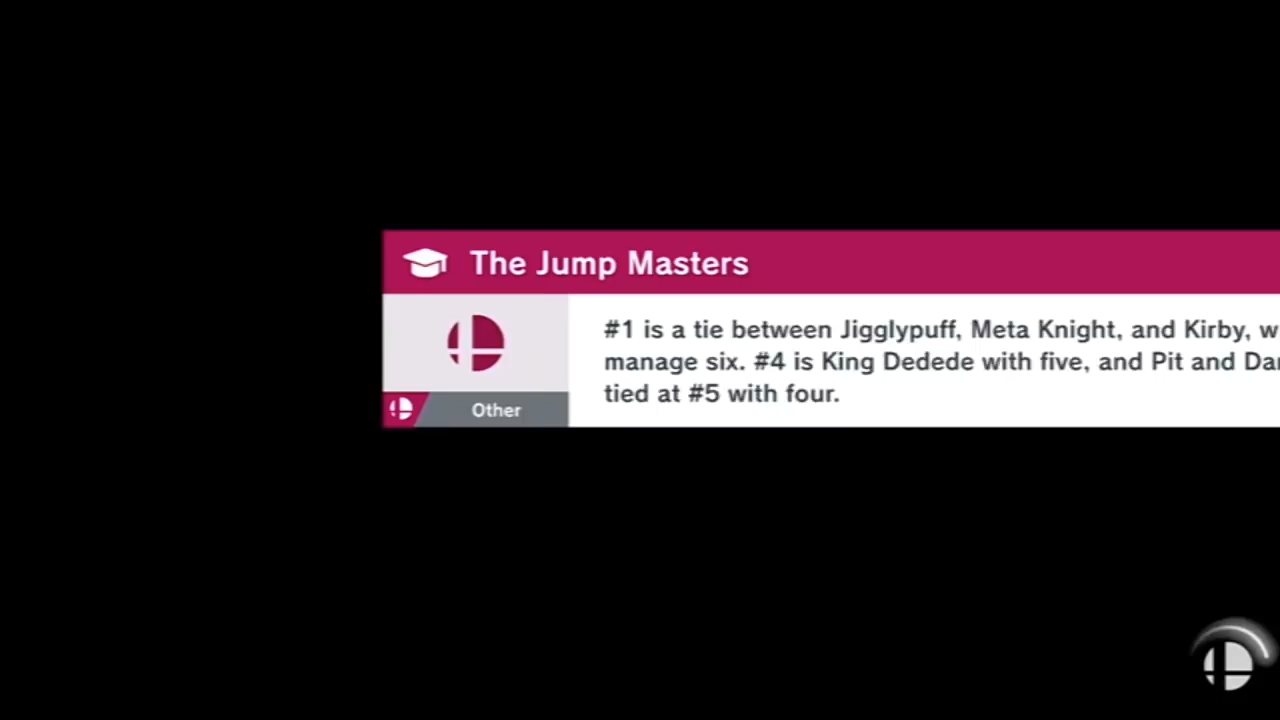 The Jump Masters
#1 is a tie between Jigglypuff, Meta Knight, and Kirby, w
manage six. #4 is King Dedede with five, and Pit and Dar
tied at #5 with four.
Other